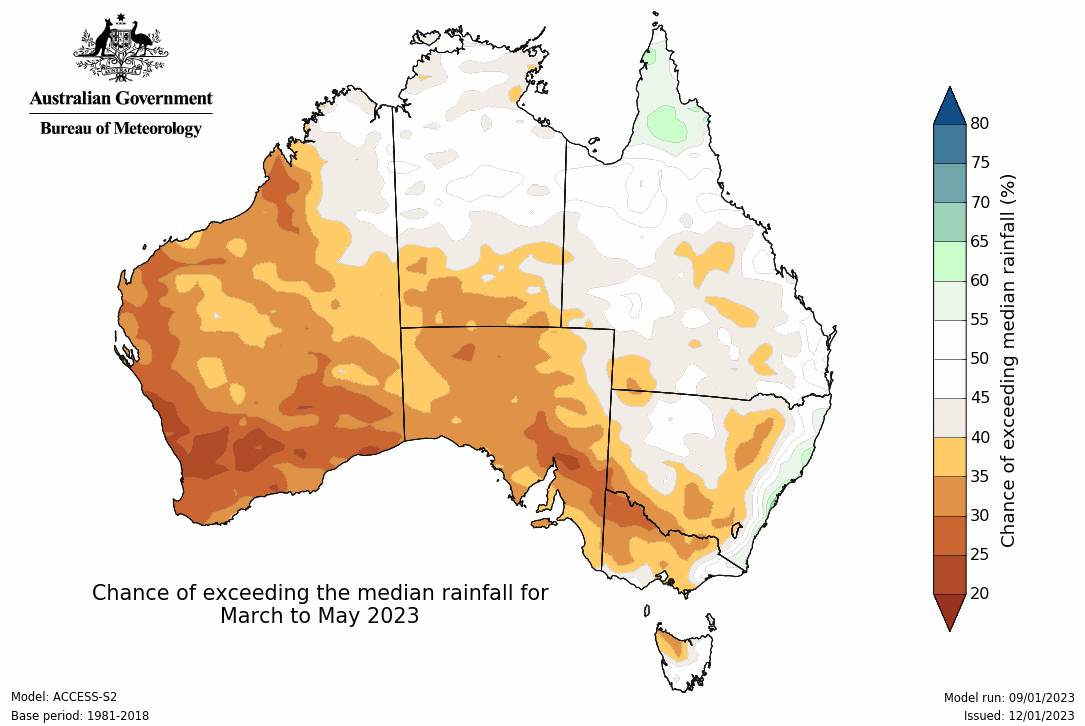 AUSTRALIA
Australian Government
Bureau of Meteorology
80
75
70
65
60
55
50
45
40
35
30
25
20
Chance of exceeding median rainfall (%)
Chance of exceeding the median rainfall for
March to May 2023
Model: ACCESS-S2
Base period: 1981-2018
Model run: 09/01/2023
Issued: 12/01/2023